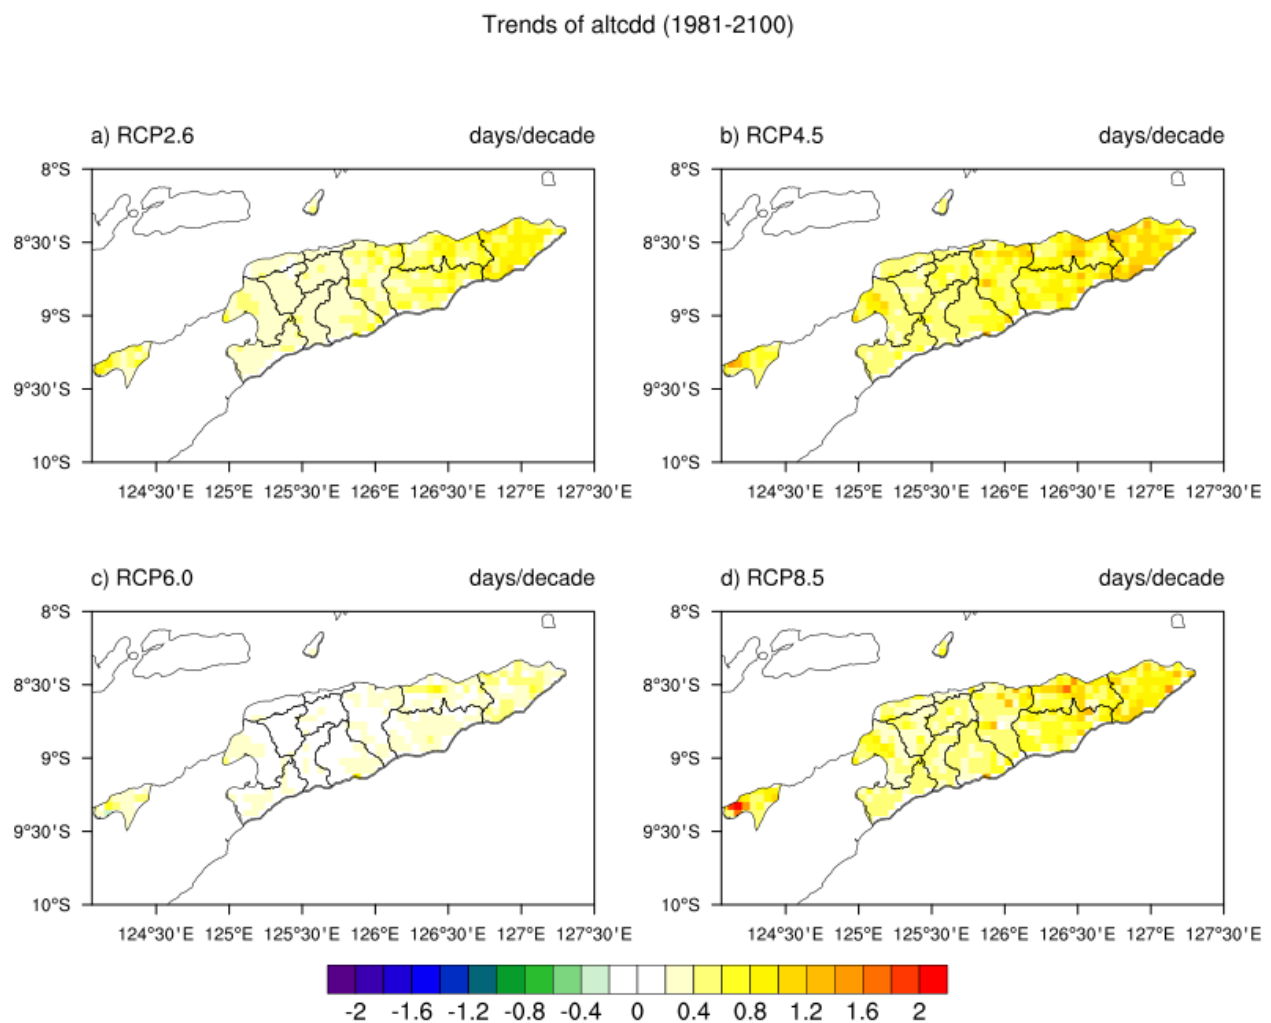 Trends of altcdd (1981-2100)
a) RCP2.6 days/decade
8°S
8°30'S
9°S
9°30'S
10°S
124°30'E 125°E 125°30'E 126°E 126°30'E 127°E 127°30'E
b) RCP4.5 days/decade
8°S
8°30'S
9°S
9°30'S
10°S
124°30'E 125°E 125°30'E 126°E 126°30'E 127°E 127°30'E
c) RCP6.0 days/decade
8°S
8°30'S
9°S
9°30'S
10°S
124°30'E 125°E 125°30'E 126°E 126°30'E 127°E 127°30'E
d) RCP8.5 days/decade
8°S
8°30'S
9°S
9°30'S
10°S
124°30'E 125°E 125°30'E 126°E 126°30'E 127°E 127°30'E
-2 -1.6 -1.2 -0.8 -0.4 0 0.4 0.8 1.2 1.6 2